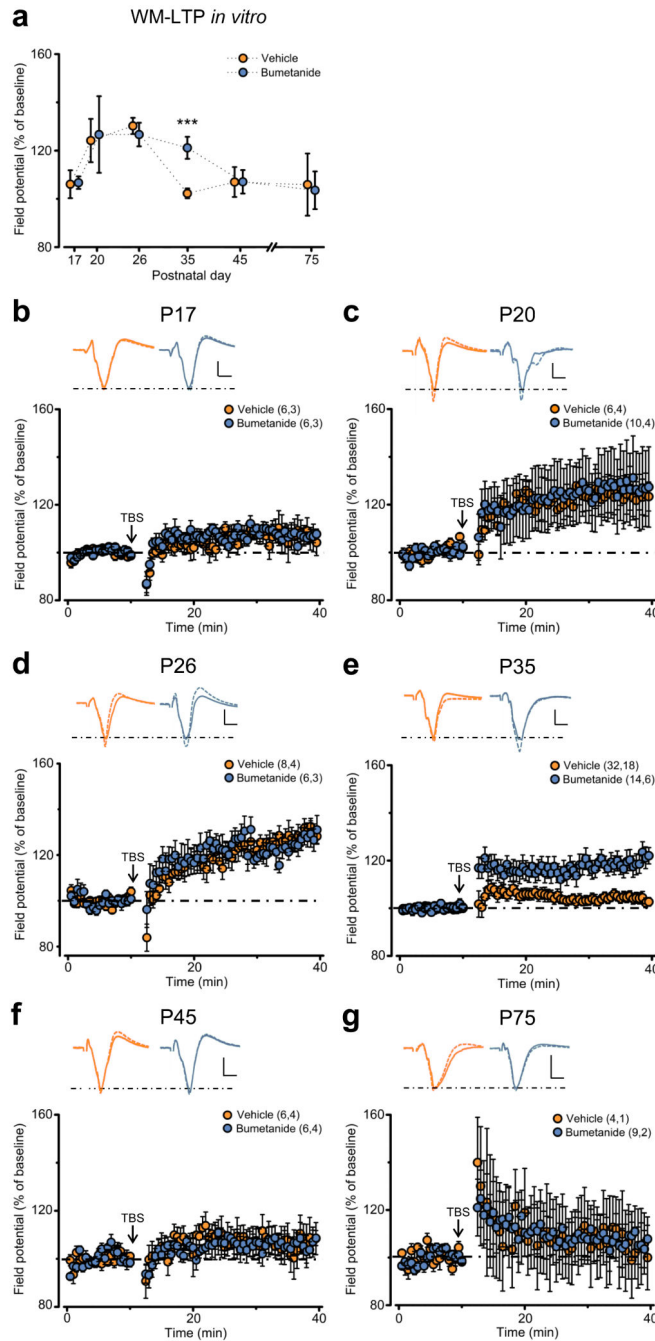 a
WM-LTP in vitro
Vehicle
Bumetanide
***
Field potential (% of baseline)
160
120
80
17 20 26 35 45 75
Postnatal day
b
P17
Vehicle (6,3)
Bumetanide (6,3)
TBS
Field potential (% of baseline)
160
120
80
0 20 40
Time (min)
c
P20
Vehicle (6,4)
Bumetanide (10,4)
TBS
Field potential (% of baseline)
160
120
80
0 20 40
Time (min)
d
P26
Vehicle (8,4)
Bumetanide (6,3)
TBS
Field potential (% of baseline)
160
120
80
0 20 40
Time (min)
e
P35
Vehicle (32,18)
Bumetanide (14,6)
TBS
Field potential (% of baseline)
160
120
80
0 20 40
Time (min)
f
P45
Vehicle (6,4)
Bumetanide (6,4)
TBS
Field potential (% of baseline)
160
120
80
0 20 40
Time (min)
g
P75
Vehicle (4,1)
Bumetanide (9,2)
TBS
Field potential (% of baseline)
160
120
80
0 20 40
Time (min)